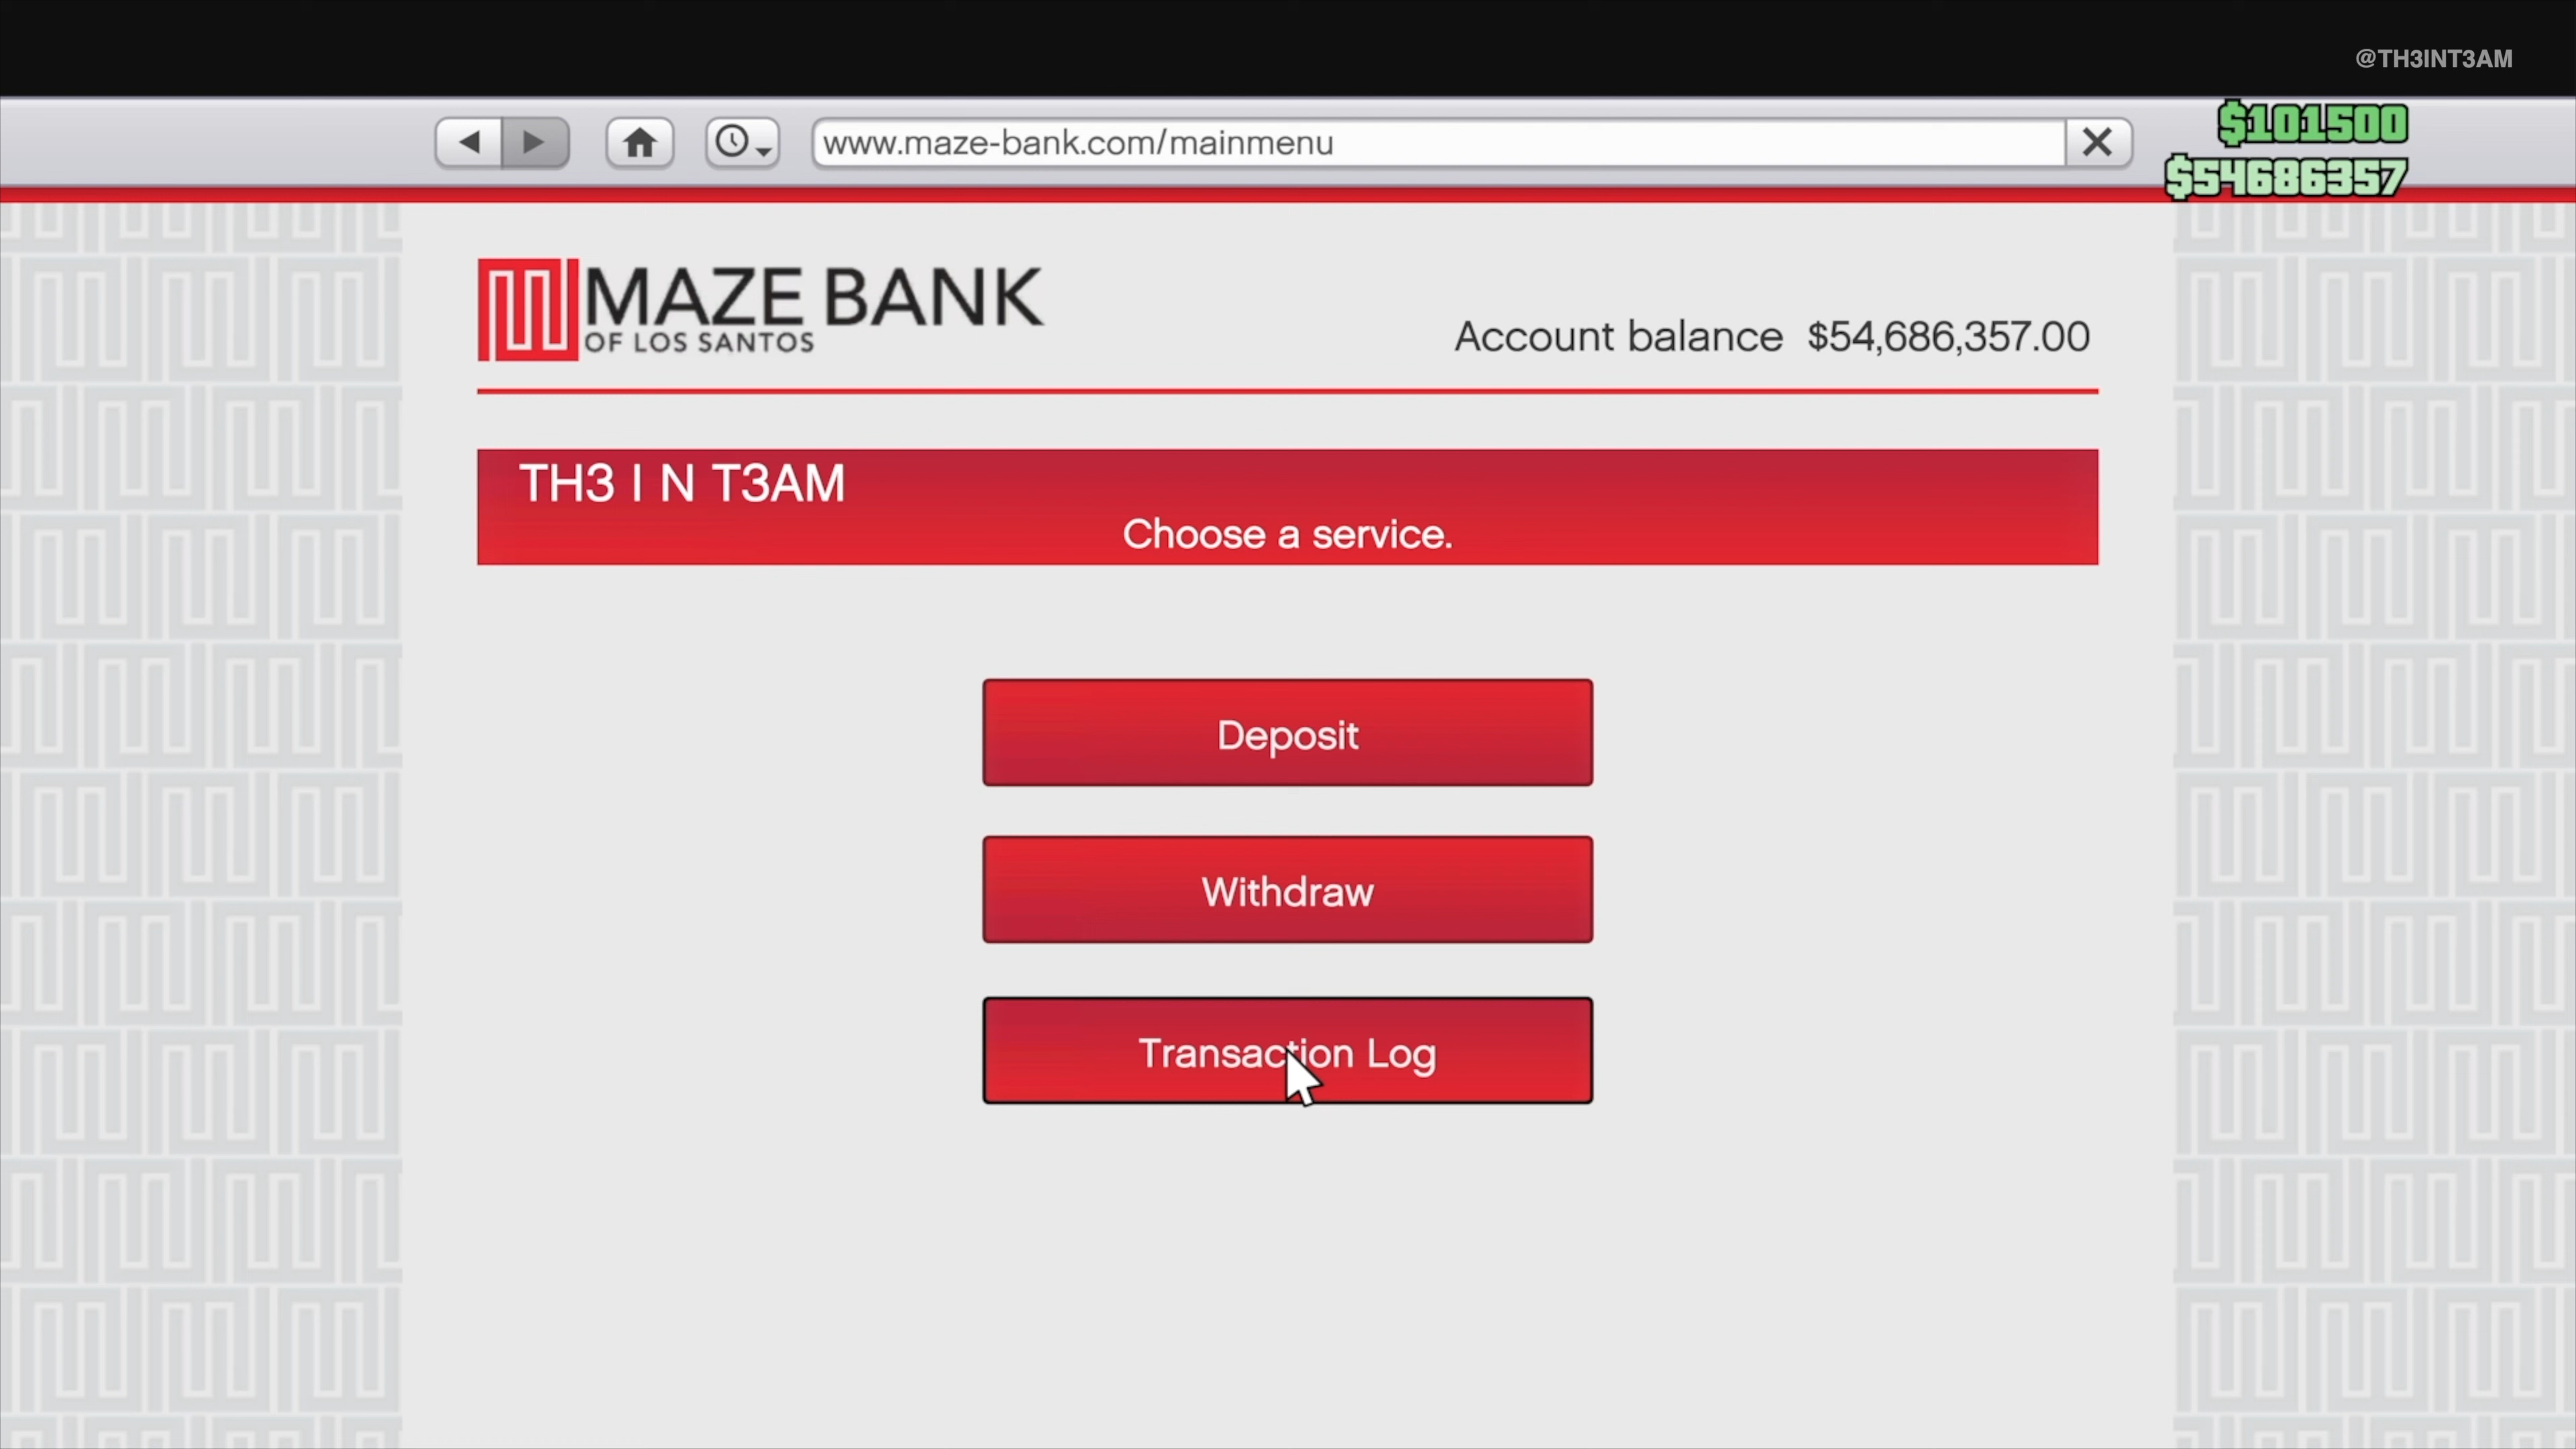 @TH3INT3AM
www.maze-bank.com/mainmenu
$101500
$54686357
MAZE BANK
OF LOS SANTOS
Account balance $54,686,357.00
TH3 I N T3AM
Choose a service.
Deposit
Withdraw
Transaction Log